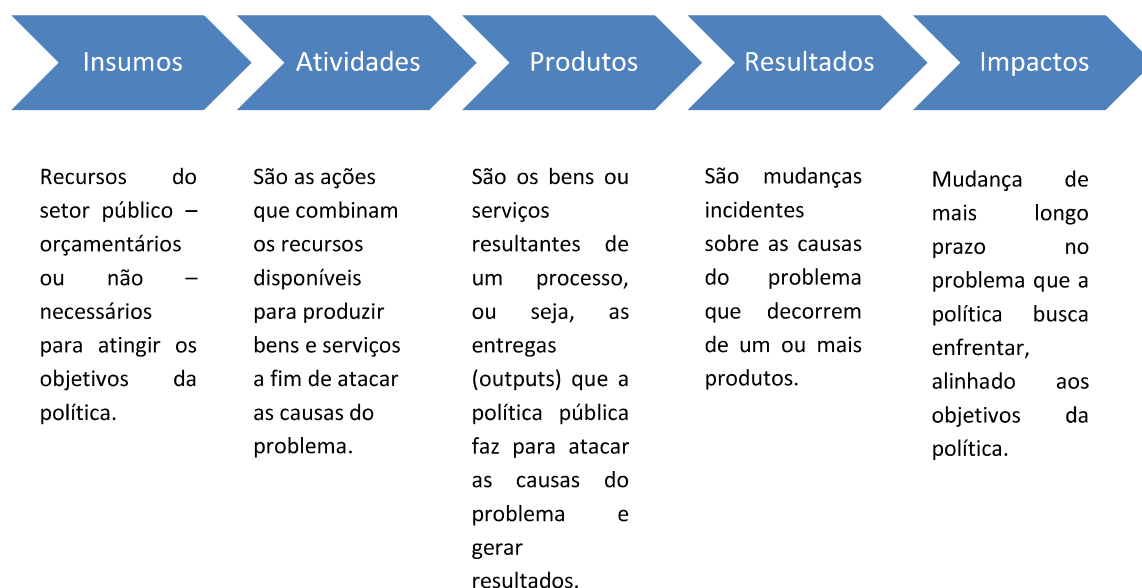 Insumos
Atividades
Produtos
Resultados
Impactos
Recursos do
setor público –
orçamentários
ou não –
necessários
para atingir os
objetivos da
política.
São as ações
que combinam
os recursos
disponíveis
para produzir
bens e serviços
a fim de atacar
as causas do
problema.
São os bens ou
serviços
resultantes de
um processo,
ou seja, as
entregas
(outputs) que a
política pública
faz para atacar
as causas do
problema e
gerar
resultados.
São mudanças
incidentes
sobre as causas
do problema
que decorrem
de um ou mais
produtos.
Mudança de
mais longo
prazo no
problema que a
política busca
enfrentar,
alinhado aos
objetivos da
política.